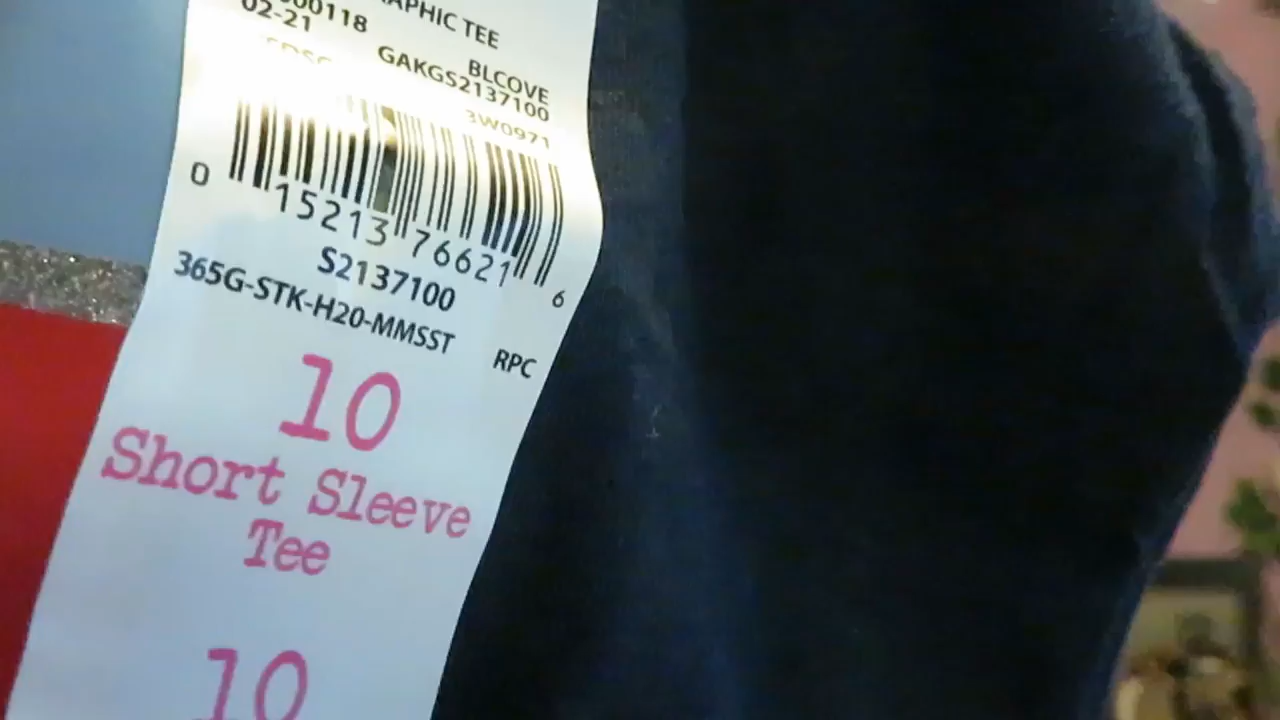 GRAPHIC TEE
00118
02-21
BLCOVE
GAKGS2137100
3W0971
0 15213 76621 6
S2137100
365G-STK-H20-MMSST RPC
10
Short Sleeve
Tee
10